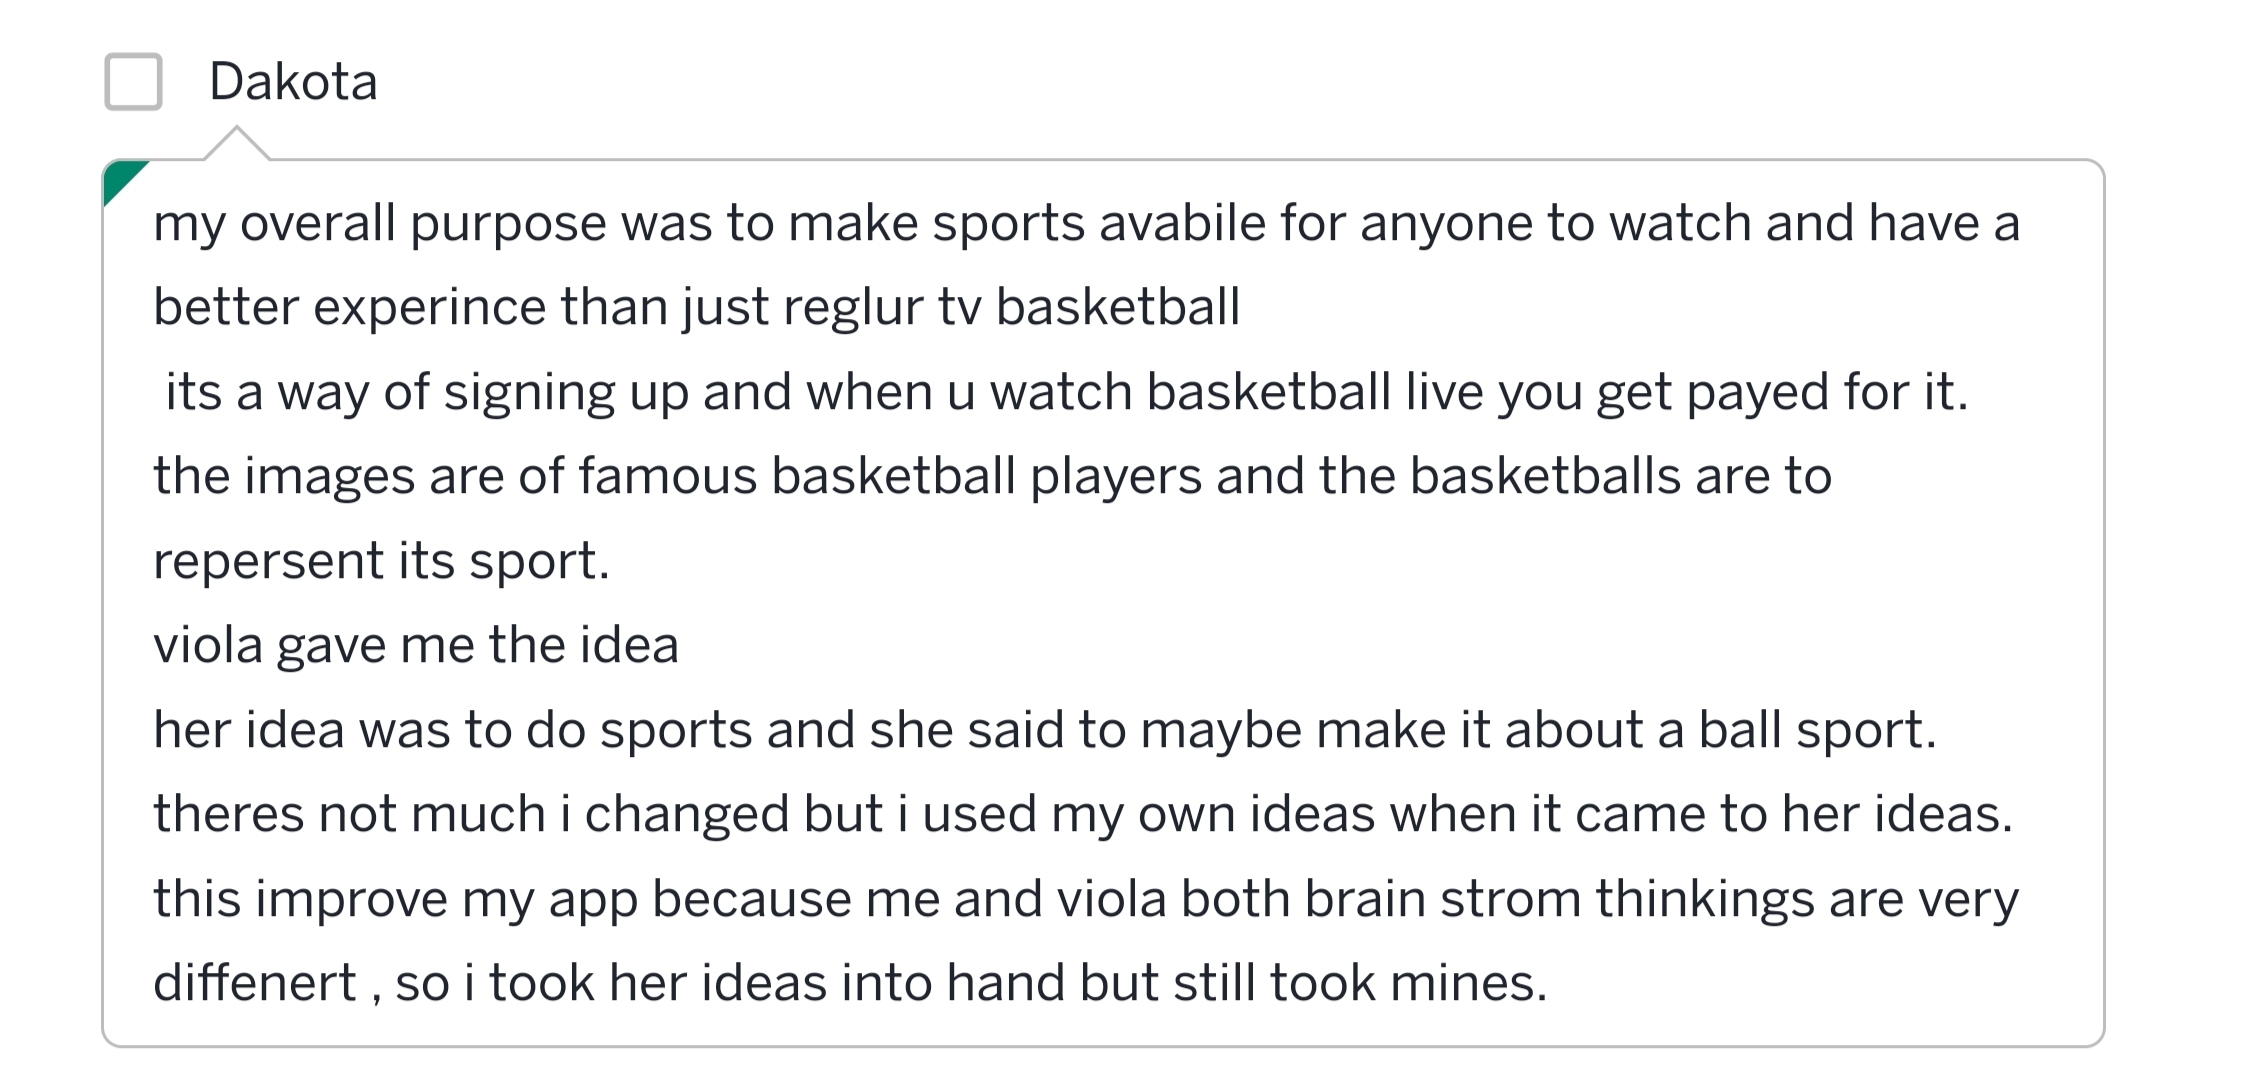 Dakota
my overall purpose was to make sports avabile for anyone to watch and have a
better experince than just reglur tv basketball
its a way of signing up and when u watch basketball live you get payed for it.
the images are of famous basketball players and the basketballs are to
repersent its sport.
viola gave me the idea
her idea was to do sports and she said to maybe make it about a ball sport.
theres not much i changed but i used my own ideas when it came to her ideas.
this improve my app because me and viola both brain strom thinkings are very
diffenert , so i took her ideas into hand but still took mines.